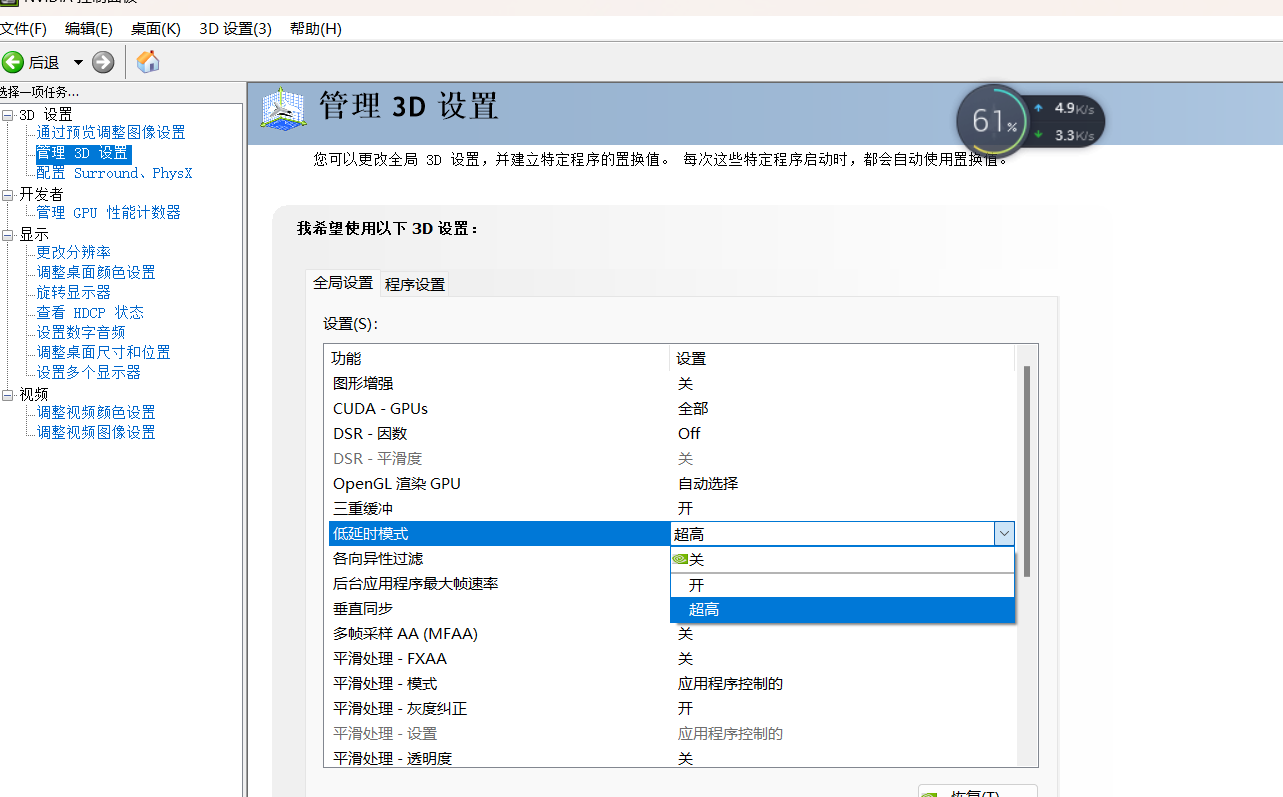 NVIDIA 控制面板
文件(F) 编辑(E) 桌面(K) 3D 设置(3) 帮助(H)
后退
选择一项任务...
3D 设置
通过预览调整图像设置
管理 3D 设置
配置 Surround、PhysX
开发者
管理 GPU 性能计数器
显示
更改分辨率
调整桌面颜色设置
旋转显示器
查看 HDCP 状态
设置数字音频
调整桌面尺寸和位置
设置多个显示器
视频
调整视频颜色设置
调整视频图像设置
管理 3D 设置
61%
4.9K/s
3.3K/s
您可以更改全局 3D 设置，并建立特定程序的置换值。 每次这些特定程序启动时，都会自动使用置换值。
我希望使用以下 3D 设置：
全局设置 程序设置
设置(S)：
功能 设置
图形增强 关
CUDA - GPUs 全部
DSR - 因数 Off
DSR - 平滑度 关
OpenGL 渲染 GPU 自动选择
三重缓冲 开
低延时模式 超高
各向异性过滤 关
后台应用程序最大帧速率 开
垂直同步 超高
多帧采样 AA (MFAA) 关
平滑处理 - FXAA 关
平滑处理 - 模式 应用程序控制的
平滑处理 - 灰度纠正 开
平滑处理 - 设置 应用程序控制的
平滑处理 - 透明度 关
恢复(T)